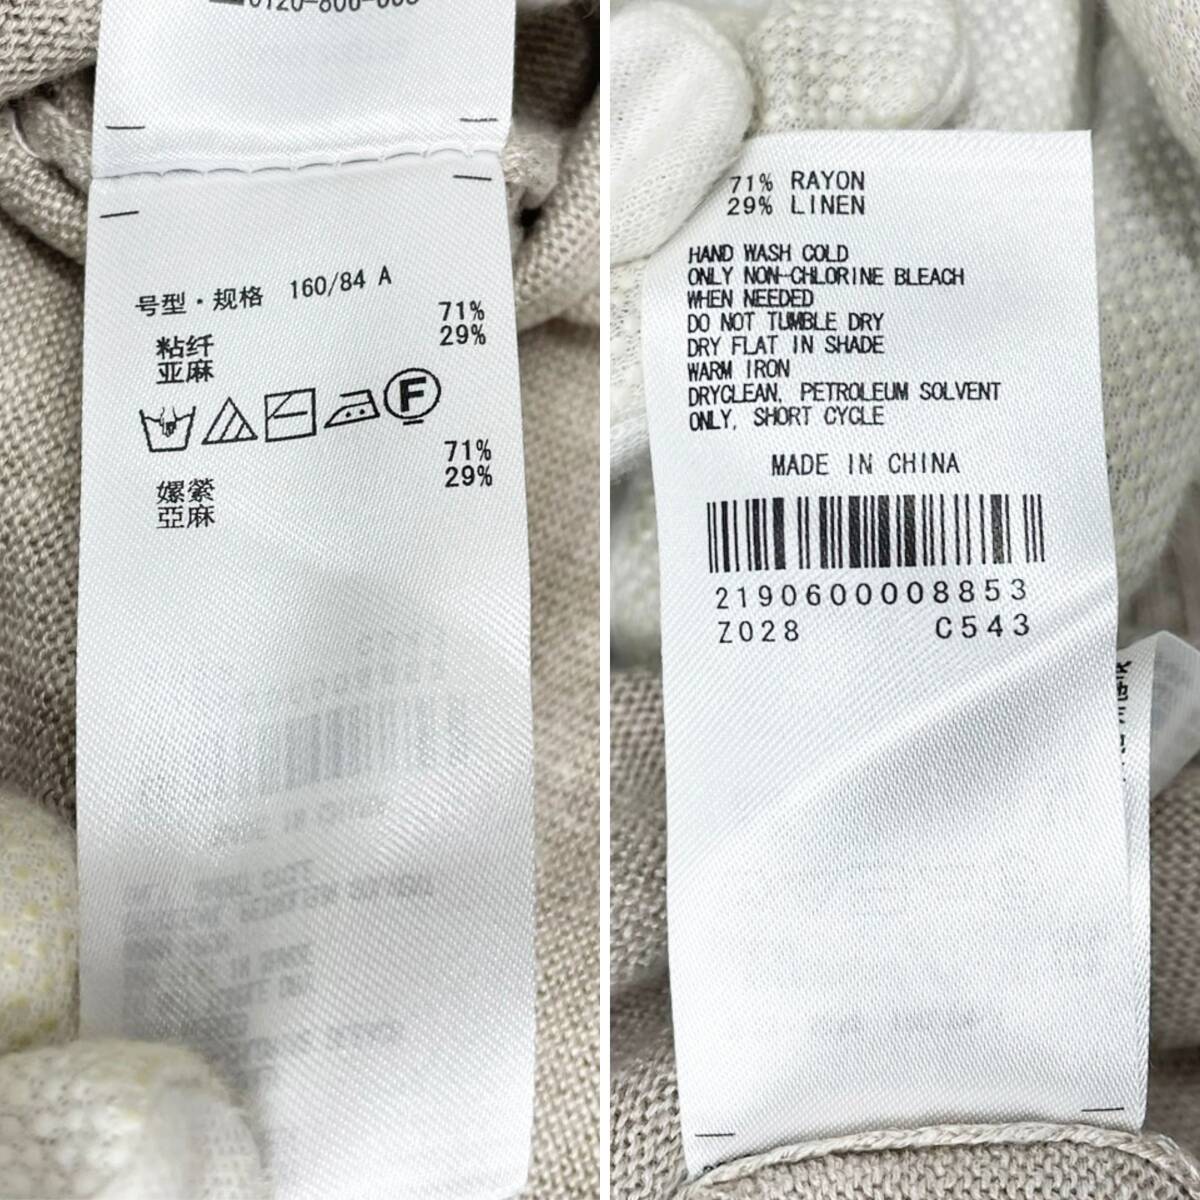 号型・规格 160/84 A
粘纤 71%
亚麻 29%
F
嫘縈 71%
亞麻 29%
71% RAYON
29% LINEN
HAND WASH COLD
ONLY NON-CHLORINE BLEACH
WHEN NEEDED
DO NOT TUMBLE DRY
DRY FLAT IN SHADE
WARM IRON
DRYCLEAN, PETROLEUM SOLVENT
ONLY, SHORT CYCLE
MADE IN CHINA
2190600008853
Z028 C543